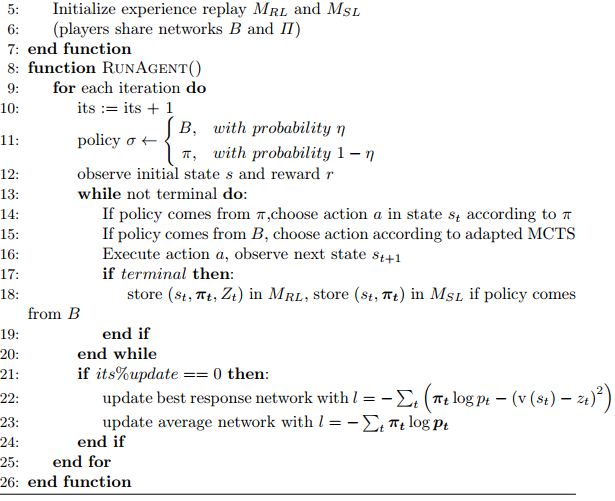 5: Initialize experience replay $M_{RL}$ and $M_{SL}$
6: (players share networks $B$ and $\Pi$)
7: end function
8: function RunAgent()
9: for each iteration do
10: its := its + 1
11: policy $\sigma \leftarrow \begin{cases} B, & \textit{with probability } \eta \\ \pi, & \textit{with probability } 1 - \eta \end{cases}$
12: observe initial state $s$ and reward $r$
13: while not terminal do:
14: If policy comes from $\pi$,choose action $a$ in state $s_t$ according to $\pi$
15: If policy comes from $B$, choose action according to adapted MCTS
16: Execute action $a$, observe next state $s_{t+1}$
17: if terminal then:
18: store $(s_t, \boldsymbol{\pi_t}, Z_t)$ in $M_{RL}$, store $(s_t, \boldsymbol{\pi_t})$ in $M_{SL}$ if policy comes
from $B$
19: end if
20: end while
21: if its%update == 0 then:
22: update best response network with $l = -\sum_t \left( \boldsymbol{\pi_t} \log p_t - (\mathrm{v}(s_t) - z_t)^2 \right)$
23: update average network with $l = -\sum_t \boldsymbol{\pi_t} \log \boldsymbol{p_t}$
24: end if
25: end for
26: end function